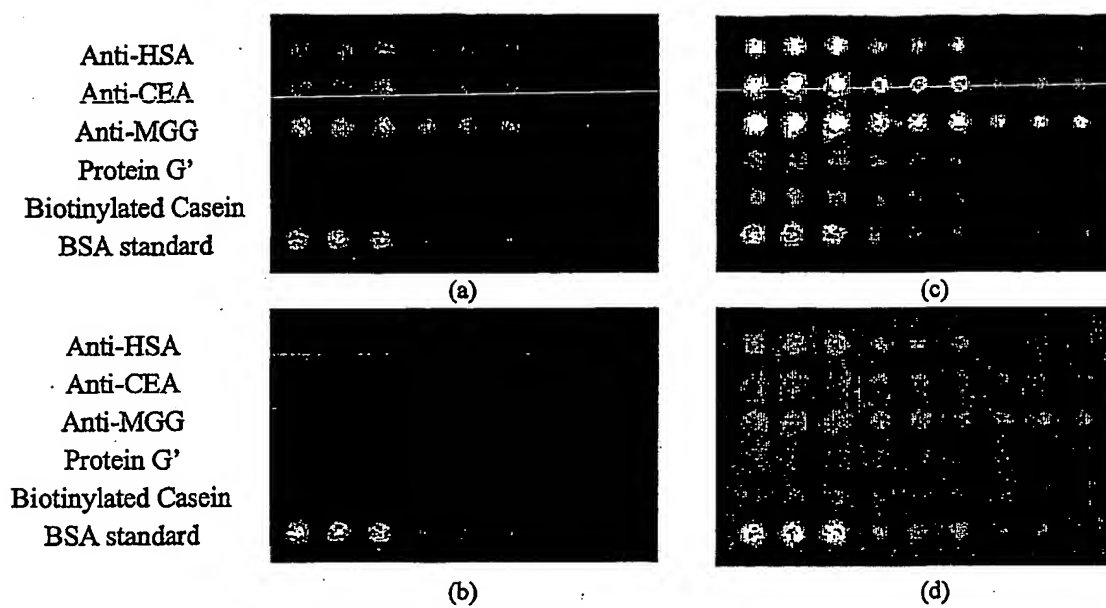 Anti-HSA
Anti-CEA
Anti-MGG
Protein G'
Biotinylated Casein
BSA standard
(a)
(c)
Anti-HSA
Anti-CEA
Anti-MGG
Protein G'
Biotinylated Casein
BSA standard
(b)
(d)